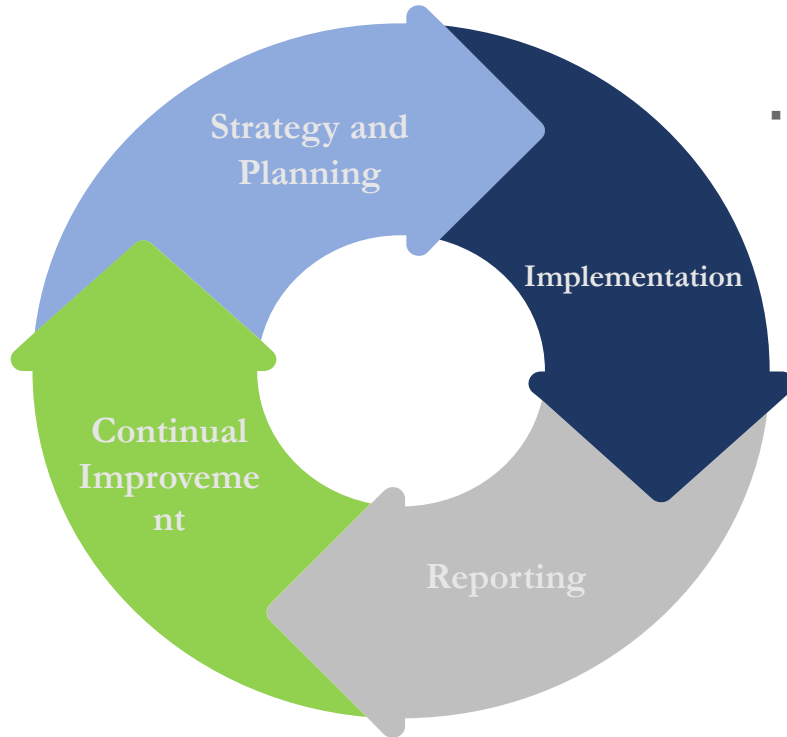 Strategy and
Planning
Implementation
Continual
Improveme
nt
Reporting